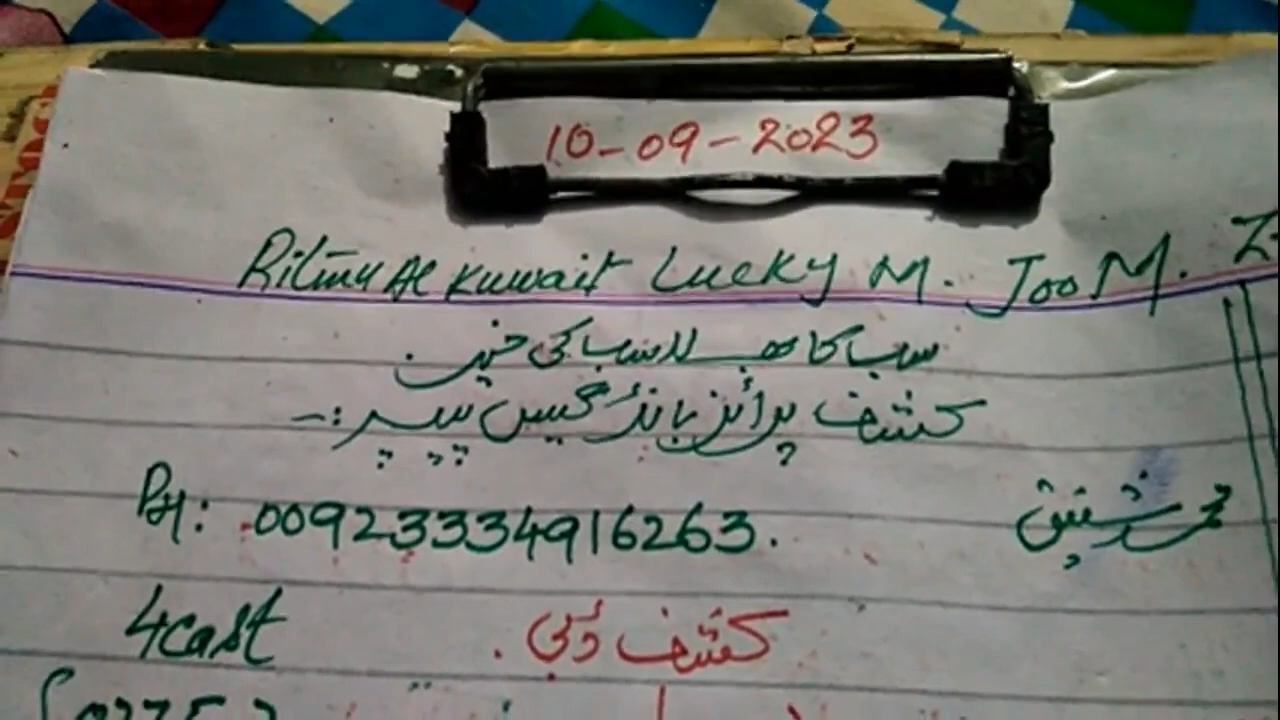 10-09-2023
Al Kuwait Lucky M. Joo M. Z
سب کا بھلا سب کی خیر.
کشف پرائز بانڈ گیس پیپر:-
Ph: 00923334916263.
محمد شفیق
4cast
کشف دبئی.